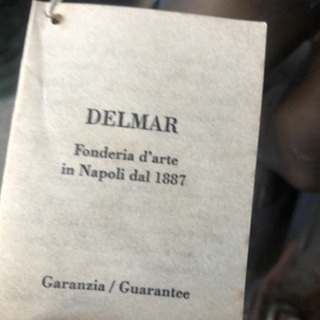 DELMAR
Fonderia d'arte
in Napoli dal 1887
Garanzia / Guarantee